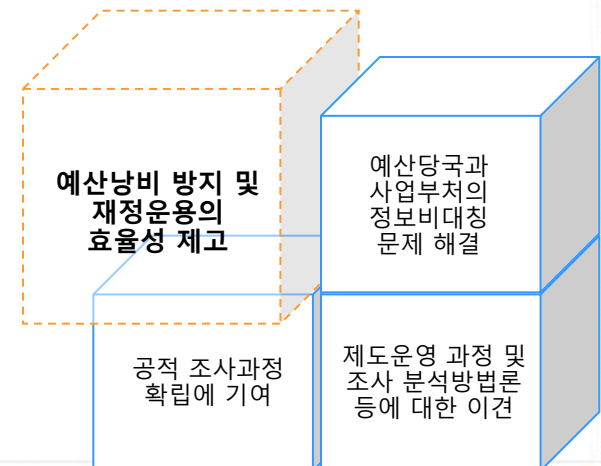 예산낭비 방지 및
재정운용의
효율성 제고
예산당국과
사업부처의
정보비대칭
문제 해결
공적 조사과정
확립에 기여
제도운영 과정 및
조사 분석방법론
등에 대한 이견